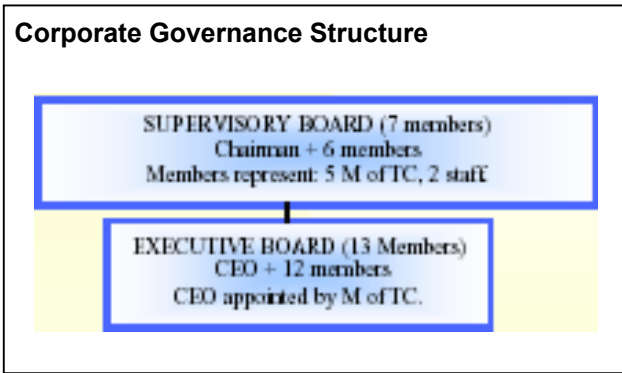 Corporate Governance Structure
SUPERVISORY BOARD (7 members)
Chairman + 6 members
Members represent: 5 M of TC, 2 staff
EXECUTIVE BOARD (13 Members)
CEO + 12 members
CEO appointed by M of TC.